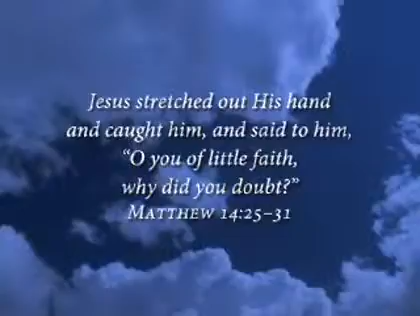 Jesus stretched out His hand
and caught him, and said to him,
“O you of little faith,
why did you doubt?”
Matthew 14:25–31